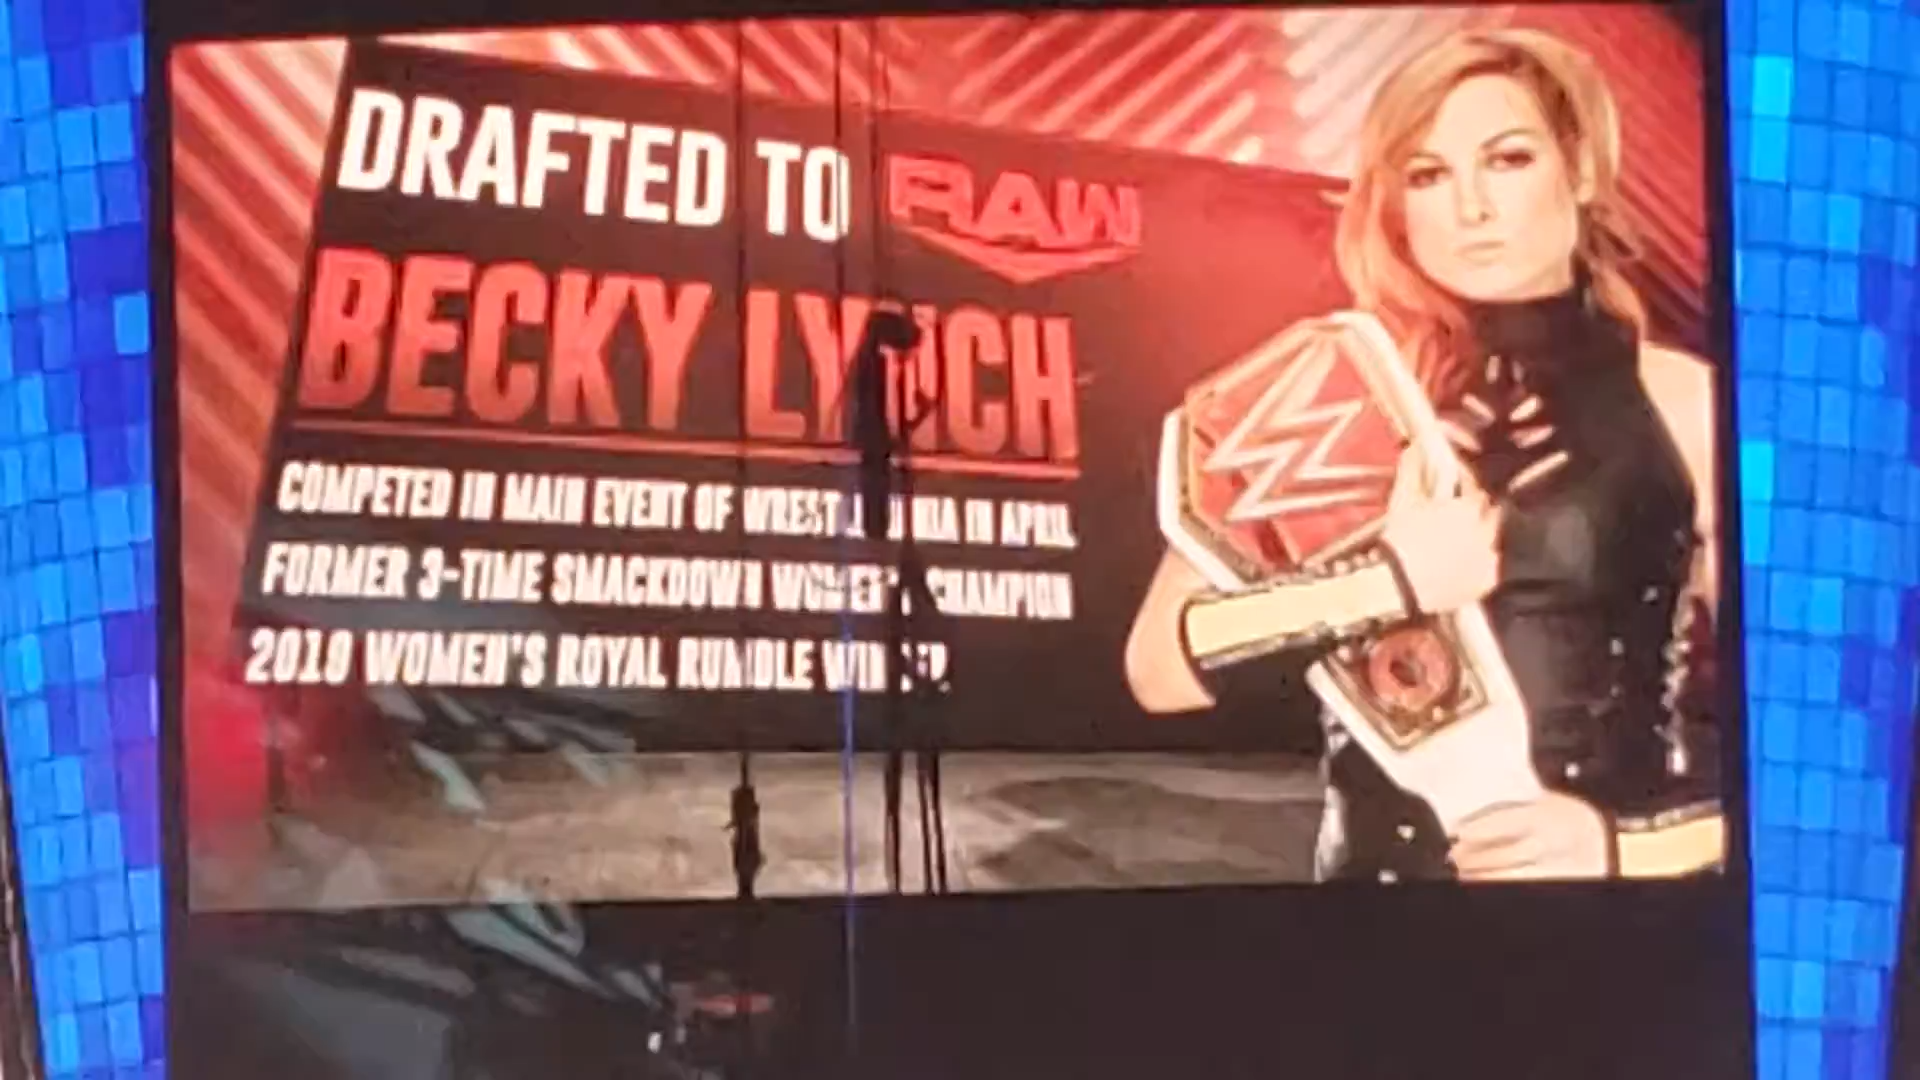 DRAFTED TO RAW
BECKY LYNCH
COMPETED IN MAIN EVENT OF WRESTLEMANIA IN APRIL
FORMER 3-TIME SMACKDOWN WOMEN'S CHAMPION
2019 WOMEN'S ROYAL RUMBLE WINNER
W